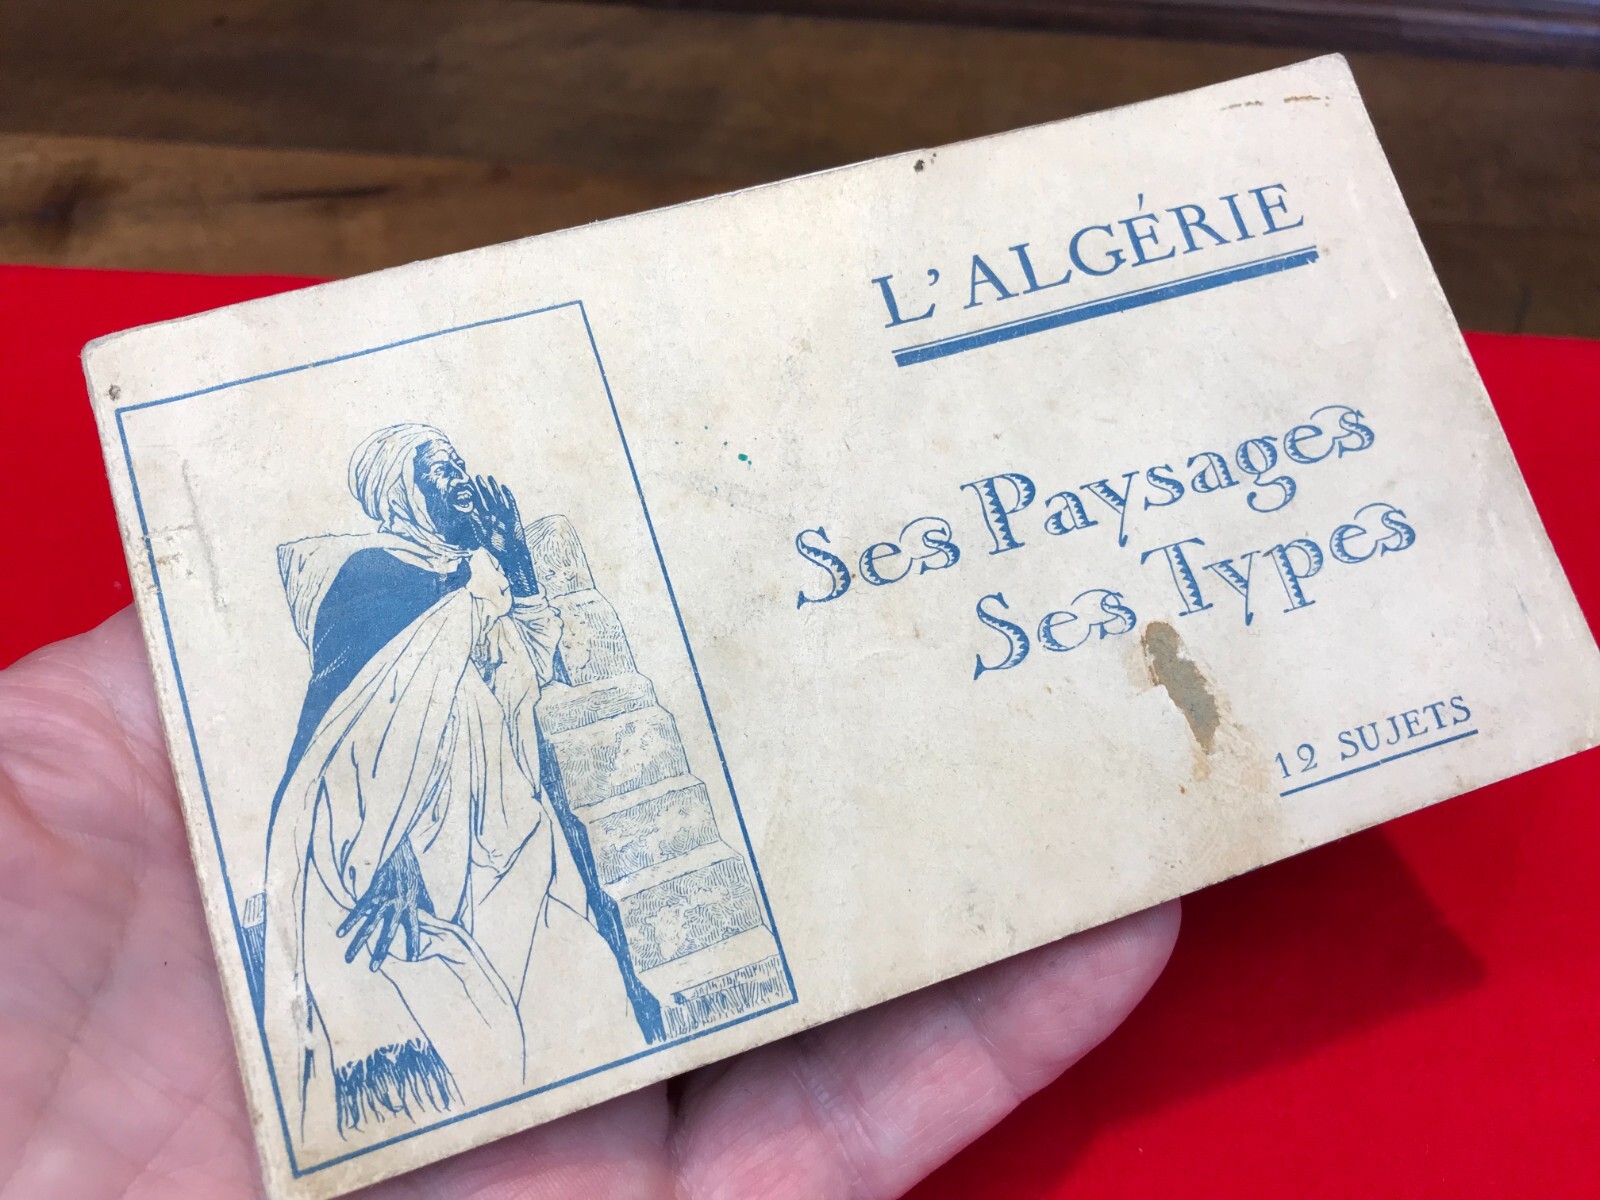 L'ALGÉRIE
Ses Paysages
Ses Types
12 SUJETS